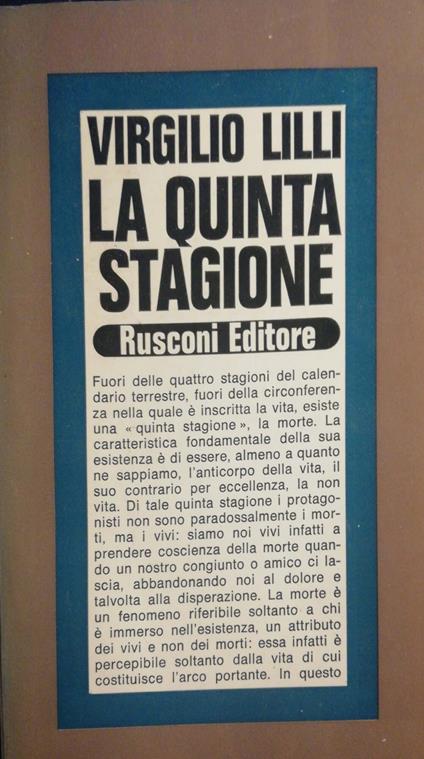 VIRGILIO LILLI
LA QUINTA
STAGIONE
Rusconi Editore
Fuori delle quattro stagioni del calen-
dario terrestre, fuori della circonferen-
za nella quale è inscritta la vita, esiste
una « quinta stagione », la morte. La
caratteristica fondamentale della sua
esistenza è di essere, almeno a quanto
ne sappiamo, l'anticorpo della vita, il
suo contrario per eccellenza, la non
vita. Di tale quinta stagione i protago-
nisti non sono paradossalmente i mor-
ti, ma i vivi: siamo noi vivi infatti a
prendere coscienza della morte quan-
do un nostro congiunto o amico ci la-
scia, abbandonando noi al dolore e
talvolta alla disperazione. La morte è
un fenomeno riferibile soltanto a chi
è immerso nell'esistenza, un attributo
dei vivi e non dei morti: essa infatti è
percepibile soltanto dalla vita di cui
costituisce l'arco portante. In questo